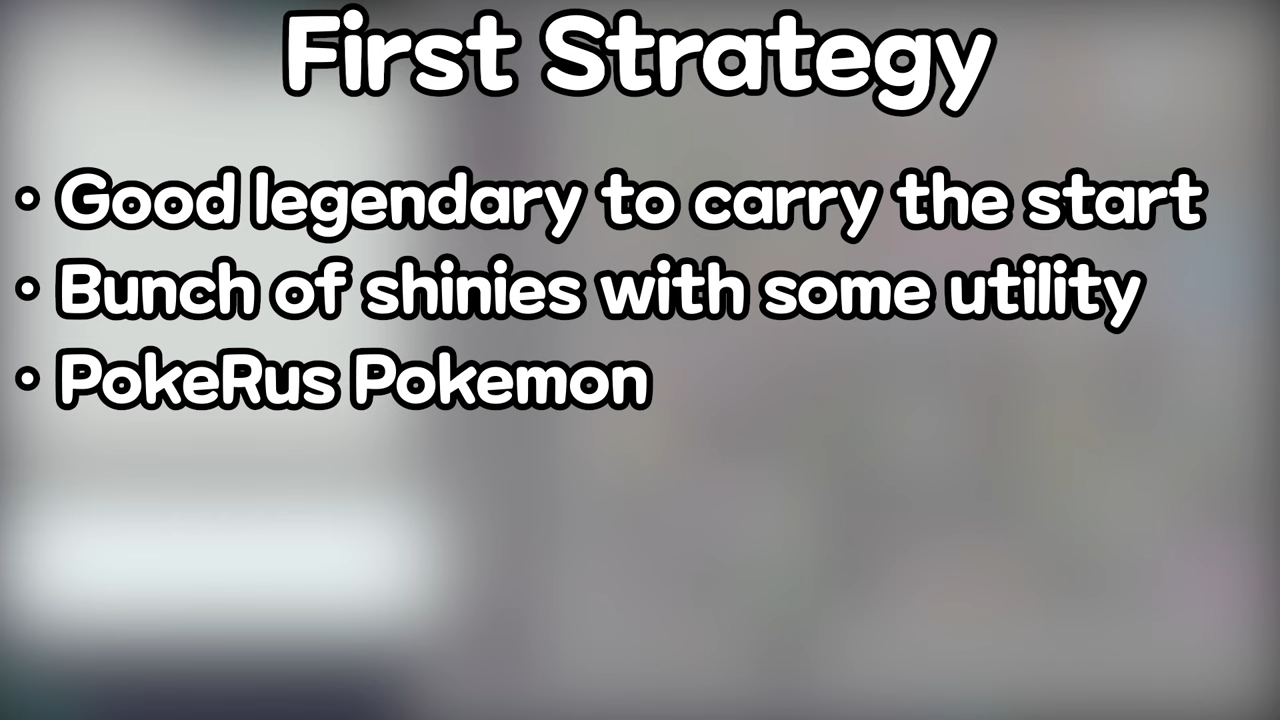 First Strategy
• Good legendary to carry the start
• Bunch of shinies with some utility
• PokeRus Pokemon